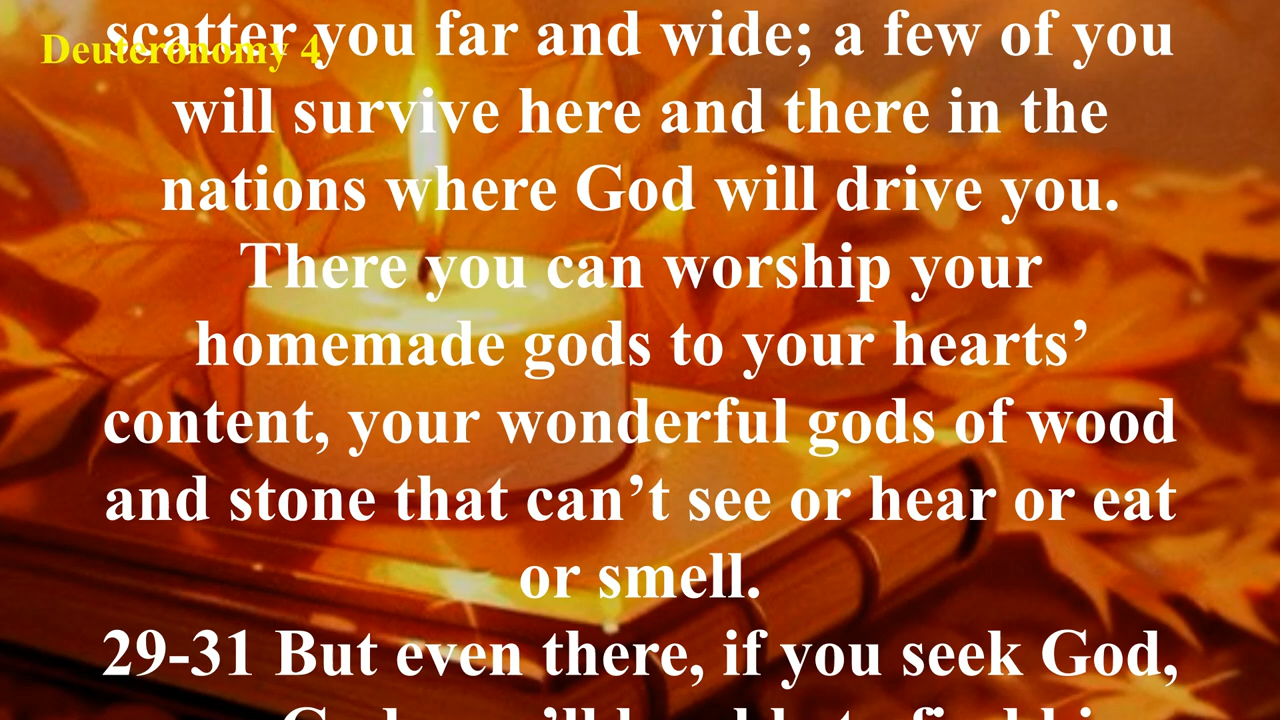 Deuteronomy 4
scatter you far and wide; a few of you
will survive here and there in the
nations where God will drive you.
There you can worship your
homemade gods to your hearts’
content, your wonderful gods of wood
and stone that can’t see or hear or eat
or smell.
29-31 But even there, if you seek God,